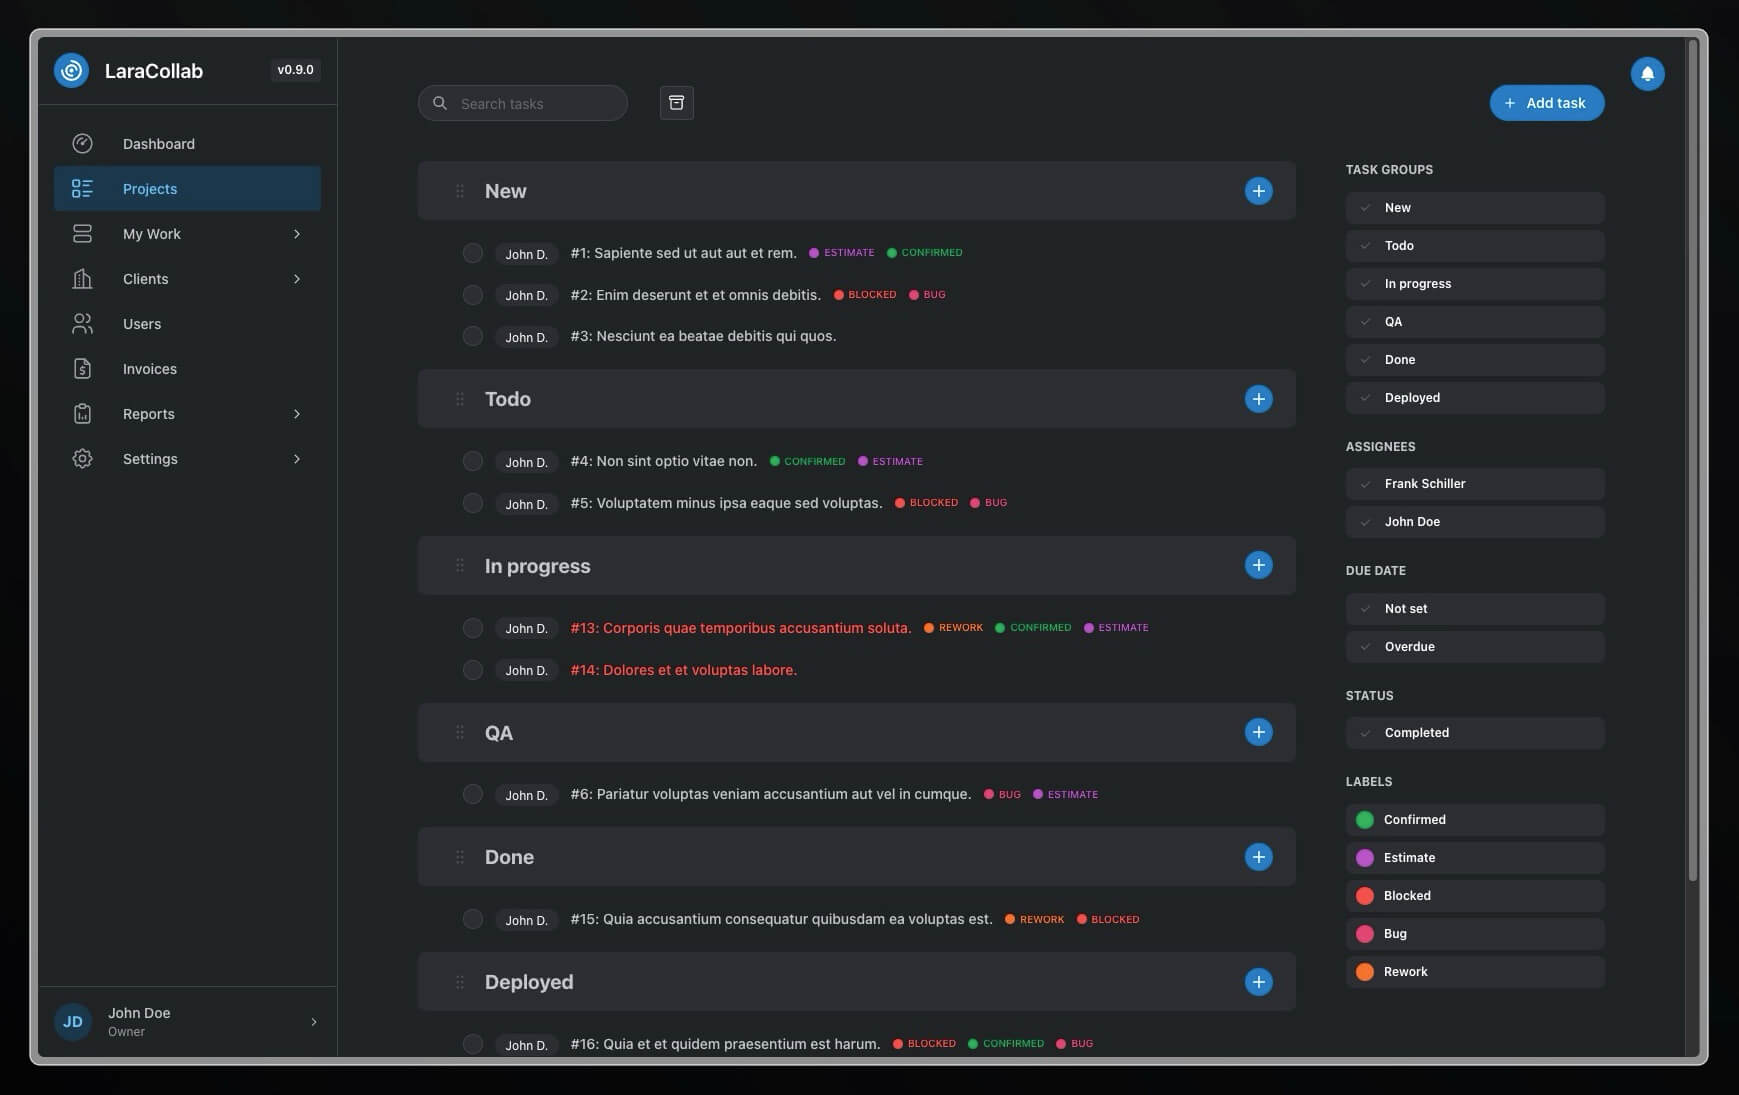 LaraCollab
v0.9.0
Dashboard
Projects
My Work
Clients
Users
Invoices
Reports
Settings
JD
John Doe
Owner
Search tasks
+ Add task
New
John D. #1: Sapiente sed ut aut aut et rem. ESTIMATE CONFIRMED
John D. #2: Enim deserunt et et omnis debitis. BLOCKED BUG
John D. #3: Nesciunt ea beatae debitis qui quos.
Todo
John D. #4: Non sint optio vitae non. CONFIRMED ESTIMATE
John D. #5: Voluptatem minus ipsa eaque sed voluptas. BLOCKED BUG
In progress
John D. #13: Corporis quae temporibus accusantium soluta. REWORK CONFIRMED ESTIMATE
John D. #14: Dolores et et voluptas labore.
QA
John D. #6: Pariatur voluptas veniam accusantium aut vel in cumque. BUG ESTIMATE
Done
John D. #15: Quia accusantium consequatur quibusdam ea voluptas est. REWORK BLOCKED
Deployed
John D. #16: Quia et et quidem praesentium est harum. BLOCKED CONFIRMED BUG
TASK GROUPS
New
Todo
In progress
QA
Done
Deployed
ASSIGNEES
Frank Schiller
John Doe
DUE DATE
Not set
Overdue
STATUS
Completed
LABELS
Confirmed
Estimate
Blocked
Bug
Rework